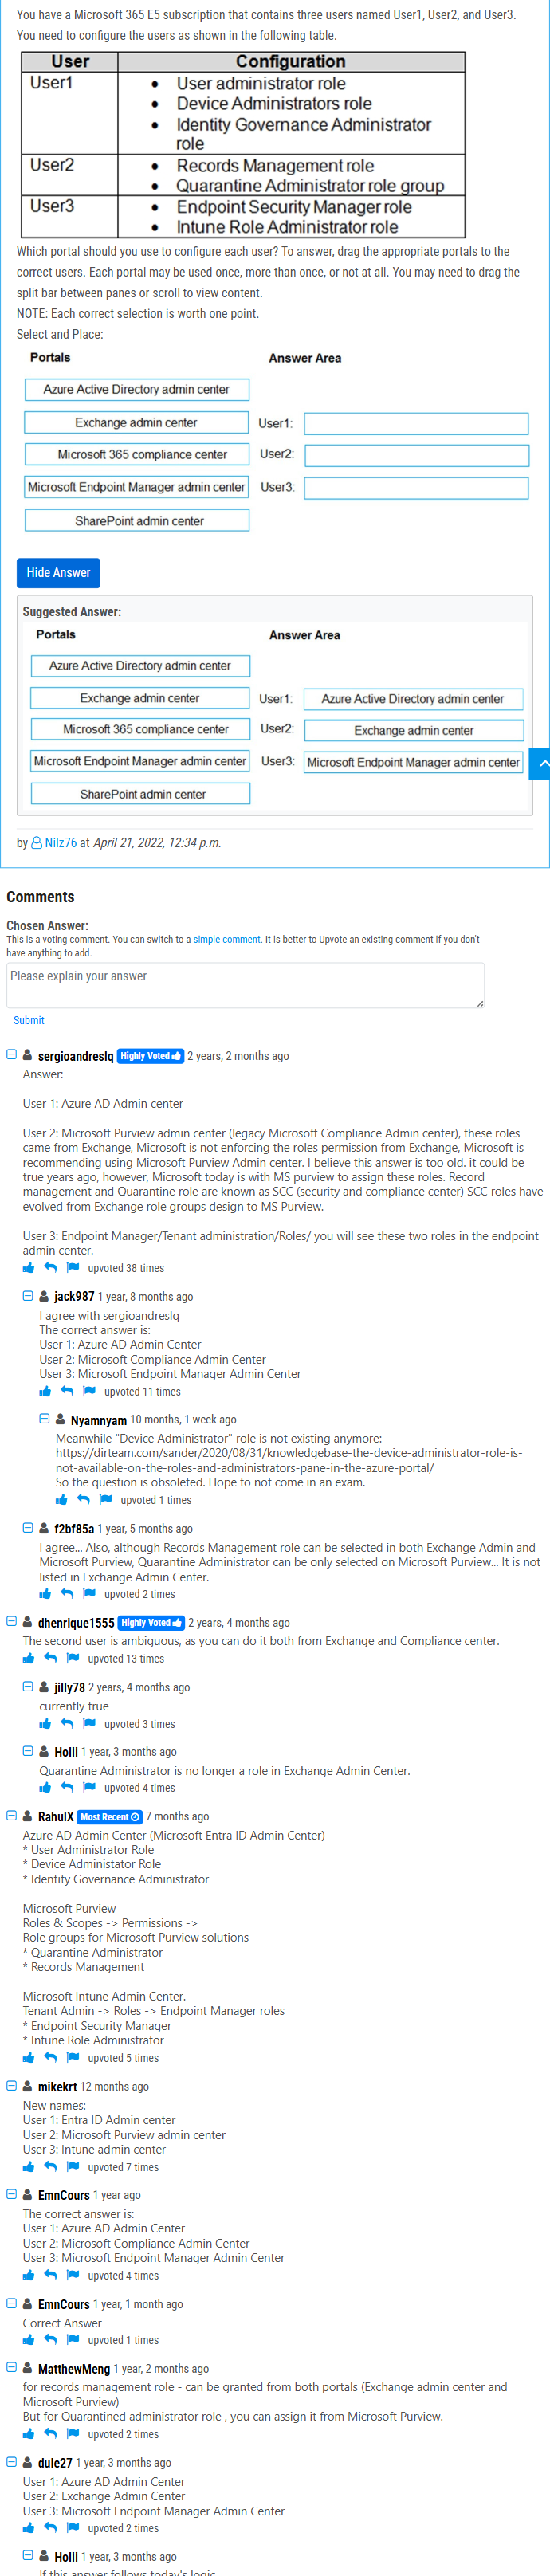 You have a Microsoft 365 E5 subscription that contains three users named User1, User2, and User3.
You need to configure the users as shown in the following table.
User Configuration
User1 • User administrator role
• Device Administrators role
• Identity Governance Administrator
role
User2 • Records Management role
• Quarantine Administrator role group
User3 • Endpoint Security Manager role
• Intune Role Administrator role
Which portal should you use to configure each user? To answer, drag the appropriate portals to the
correct users. Each portal may be used once, more than once, or not at all. You may need to drag the
split bar between panes or scroll to view content.
NOTE: Each correct selection is worth one point.
Select and Place:
Portals Answer Area
Azure Active Directory admin center
Exchange admin center User1:
Microsoft 365 compliance center User2:
Microsoft Endpoint Manager admin center User3:
SharePoint admin center
Hide Answer
Suggested Answer:
Portals Answer Area
Azure Active Directory admin center
Exchange admin center User1: Azure Active Directory admin center
Microsoft 365 compliance center User2: Exchange admin center
Microsoft Endpoint Manager admin center User3: Microsoft Endpoint Manager admin center
SharePoint admin center
by Nilz76 at April 21, 2022, 12:34 p.m.
Comments
Chosen Answer:
This is a voting comment. You can switch to a simple comment. It is better to Upvote an existing comment if you don't
have anything to add.
Please explain your answer
Submit
sergioandreslq Highly Voted 2 years, 2 months ago
Answer:
User 1: Azure AD Admin center
User 2: Microsoft Purview admin center (legacy Microsoft Compliance Admin center), these roles
came from Exchange, Microsoft is not enforcing the roles permission from Exchange, Microsoft is
recommending using Microsoft Purview Admin center. I believe this answer is too old. it could be
true years ago, however, Microsoft today is with MS purview to assign these roles. Record
management and Quarantine role are known as SCC (security and compliance center) SCC roles have
evolved from Exchange role groups design to MS Purview.
User 3: Endpoint Manager/Tenant administration/Roles/ you will see these two roles in the endpoint
admin center.
upvoted 38 times
jack987 1 year, 8 months ago
I agree with sergioandreslq
The correct answer is:
User 1: Azure AD Admin Center
User 2: Microsoft Compliance Admin Center
User 3: Microsoft Endpoint Manager Admin Center
upvoted 11 times
Nyamnyam 10 months, 1 week ago
Meanwhile "Device Administrator" role is not existing anymore:
https://dirteam.com/sander/2020/08/31/knowledgebase-the-device-administrator-role-is-
not-available-on-the-roles-and-administrators-pane-in-the-azure-portal/
So the question is obsoleted. Hope to not come in an exam.
upvoted 1 times
f2bf85a 1 year, 5 months ago
I agree... Also, although Records Management role can be selected in both Exchange Admin and
Microsoft Purview, Quarantine Administrator can be only selected on Microsoft Purview... It is not
listed in Exchange Admin Center.
upvoted 2 times
dhenrique1555 Highly Voted 2 years, 4 months ago
The second user is ambiguous, as you can do it both from Exchange and Compliance center.
upvoted 13 times
jilly78 2 years, 4 months ago
currently true
upvoted 3 times
Holii 1 year, 3 months ago
Quarantine Administrator is no longer a role in Exchange Admin Center.
upvoted 4 times
RahulX Most Recent 7 months ago
Azure AD Admin Center (Microsoft Entra ID Admin Center)
* User Administrator Role
* Device Administator Role
* Identity Governance Administrator
Microsoft Purview
Roles & Scopes -> Permissions ->
Role groups for Microsoft Purview solutions
* Quarantine Administrator
* Records Management
Microsoft Intune Admin Center.
Tenant Admin -> Roles -> Endpoint Manager roles
* Endpoint Security Manager
* Intune Role Administrator
upvoted 5 times
mikekrt 12 months ago
New names:
User 1: Entra ID Admin center
User 2: Microsoft Purview admin center
User 3: Intune admin center
upvoted 7 times
EmnCours 1 year ago
The correct answer is:
User 1: Azure AD Admin Center
User 2: Microsoft Compliance Admin Center
User 3: Microsoft Endpoint Manager Admin Center
upvoted 4 times
EmnCours 1 year, 1 month ago
Correct Answer
upvoted 1 times
MatthewMeng 1 year, 2 months ago
for records management role - can be granted from both portals (Exchange admin center and
Microsoft Purview)
But for Quarantined administrator role , you can assign it from Microsoft Purview.
upvoted 2 times
dule27 1 year, 3 months ago
User 1: Azure AD Admin Center
User 2: Exchange Admin Center
User 3: Microsoft Endpoint Manager Admin Center
upvoted 2 times
Holii 1 year, 3 months ago
If this answer follows today's logic